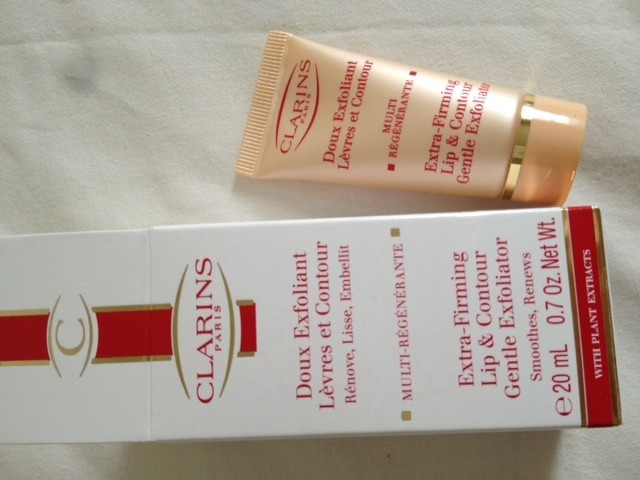 CLARINS
PARIS
Doux Exfoliant
Lèvres et Contour
MULTI
RÉGÉNÉRANTE
Extra-Firming
Lip & Contour
Gentle Exfoliator
C
CLARINS
PARIS
Doux Exfoliant
Lèvres et Contour
Rénove, Lisse, Embellit
MULTI-RÉGÉNÉRANTE
Extra-Firming
Lip & Contour
Gentle Exfoliator
Smoothes, Renews
e 20 mL 0.7 Oz. Net Wt.
WITH PLANT EXTRACTS